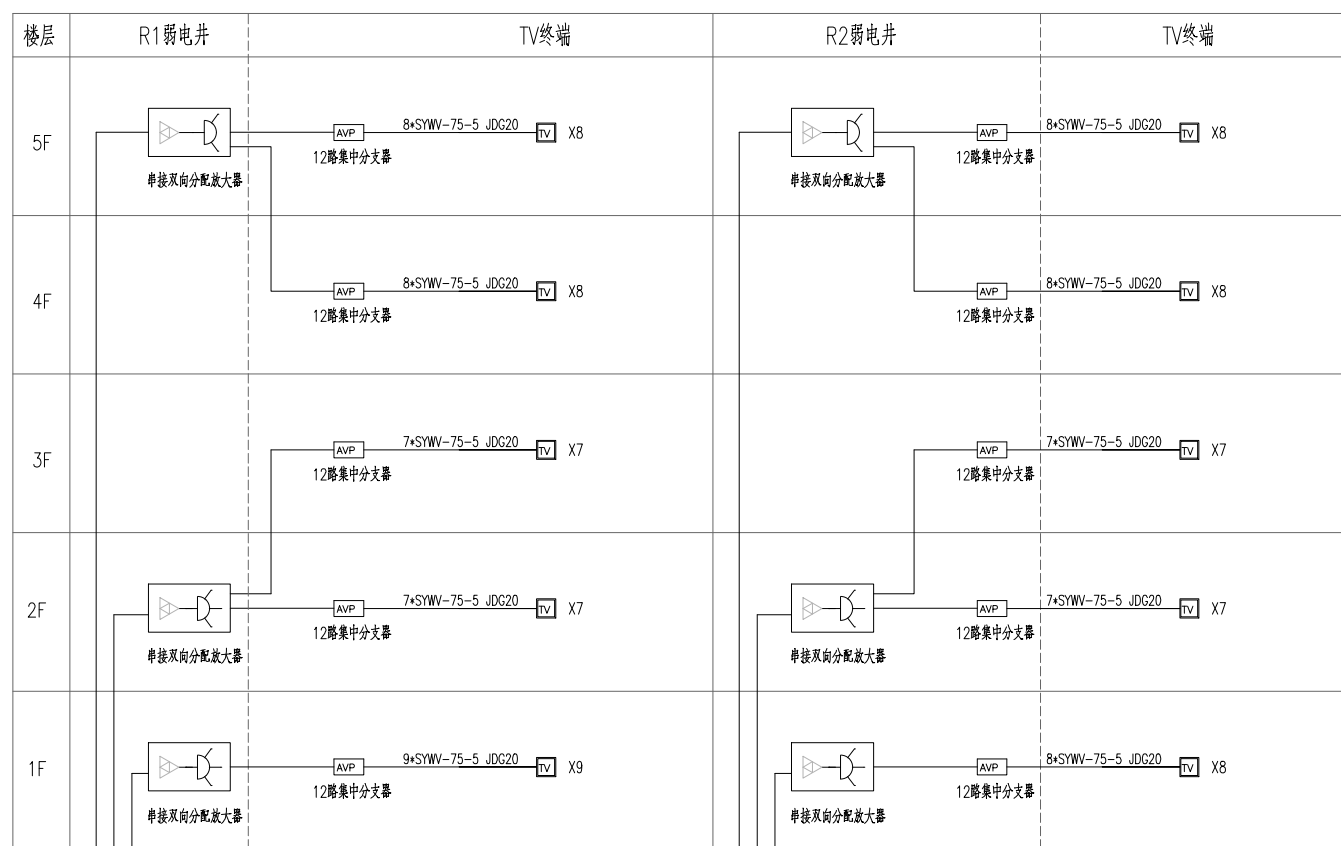 楼层 R1弱电井 TV终端 R2弱电井 TV终端
5F
8*SYWV-75-5 JDG20
AVP
TV X8
12路集中分支器
串接双向分配放大器
8*SYWV-75-5 JDG20
AVP
TV X8
12路集中分支器
串接双向分配放大器
4F
8*SYWV-75-5 JDG20
AVP
TV X8
12路集中分支器
8*SYWV-75-5 JDG20
AVP
TV X8
12路集中分支器
3F
7*SYWV-75-5 JDG20
AVP
TV X7
12路集中分支器
7*SYWV-75-5 JDG20
AVP
TV X7
12路集中分支器
2F
7*SYWV-75-5 JDG20
AVP
TV X7
12路集中分支器
串接双向分配放大器
7*SYWV-75-5 JDG20
AVP
TV X7
12路集中分支器
串接双向分配放大器
1F
9*SYWV-75-5 JDG20
AVP
TV X9
12路集中分支器
串接双向分配放大器
8*SYWV-75-5 JDG20
AVP
TV X8
12路集中分支器
串接双向分配放大器